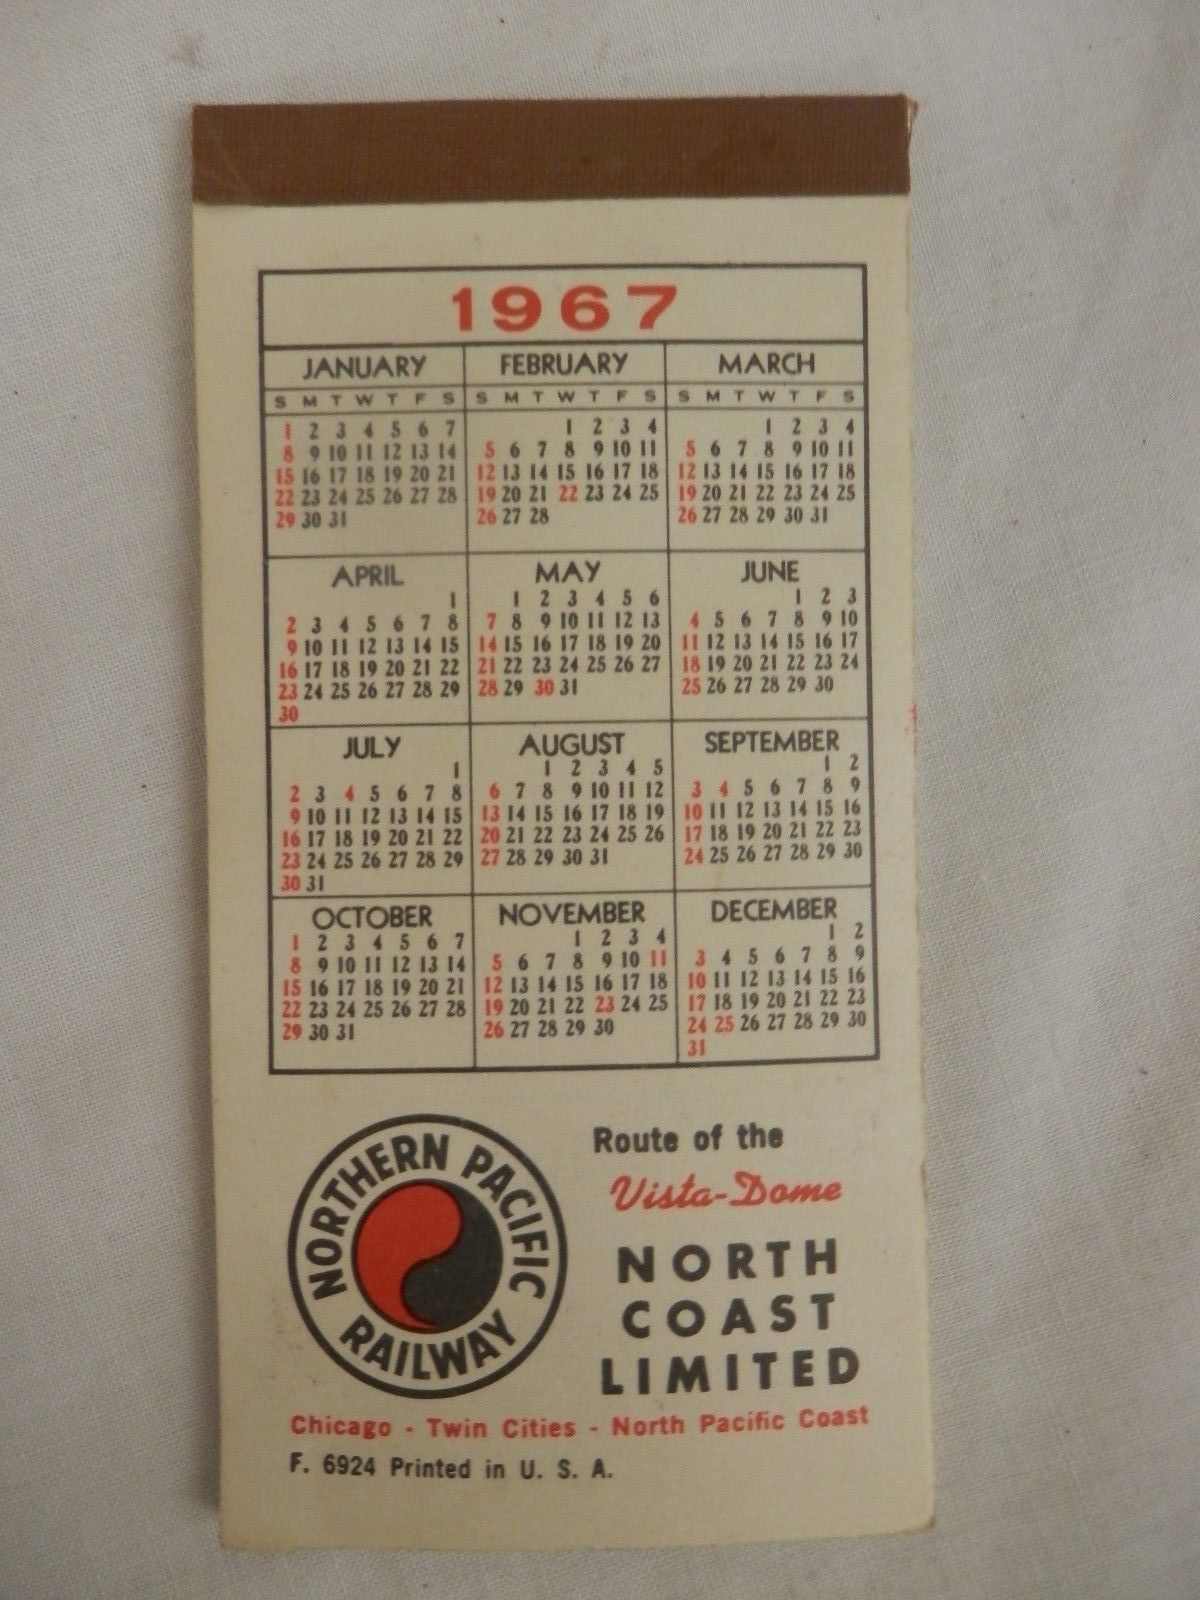 1967
JANUARY FEBRUARY MARCH
S M T W T F S S M T W T F S S M T W T F S
1 2 3 4 5 6 7 1 2 3 4 1 2 3 4
8 9 10 11 12 13 14 5 6 7 8 9 10 11 5 6 7 8 9 10 11
15 16 17 18 19 20 21 12 13 14 15 16 17 18 12 13 14 15 16 17 18
22 23 24 25 26 27 28 19 20 21 22 23 24 25 19 20 21 22 23 24 25
29 30 31 26 27 28 26 27 28 29 30 31
APRIL MAY JUNE
1 1 2 3 4 5 6 1 2 3
2 3 4 5 6 7 8 7 8 9 10 11 12 13 4 5 6 7 8 9 10
9 10 11 12 13 14 15 14 15 16 17 18 19 20 11 12 13 14 15 16 17
16 17 18 19 20 21 22 21 22 23 24 25 26 27 18 19 20 21 22 23 24
23 24 25 26 27 28 29 28 29 30 31 25 26 27 28 29 30
30
JULY AUGUST SEPTEMBER
1 1 2 3 4 5 1 2
2 3 4 5 6 7 8 6 7 8 9 10 11 12 3 4 5 6 7 8 9
9 10 11 12 13 14 15 13 14 15 16 17 18 19 10 11 12 13 14 15 16
16 17 18 19 20 21 22 20 21 22 23 24 25 26 17 18 19 20 21 22 23
23 24 25 26 27 28 29 27 28 29 30 31 24 25 26 27 28 29 30
30 31
OCTOBER NOVEMBER DECEMBER
1 2 3 4 5 6 7 1 2 3 4 1 2
8 9 10 11 12 13 14 5 6 7 8 9 10 11 3 4 5 6 7 8 9
15 16 17 18 19 20 21 12 13 14 15 16 17 18 10 11 12 13 14 15 16
22 23 24 25 26 27 28 19 20 21 22 23 24 25 17 18 19 20 21 22 23
29 30 31 26 27 28 29 30 24 25 26 27 28 29 30
31
NORTHERN PACIFIC
RAILWAY
Route of the
Vista-Dome
NORTH
COAST
LIMITED
Chicago - Twin Cities - North Pacific Coast
F. 6924 Printed in U. S. A.